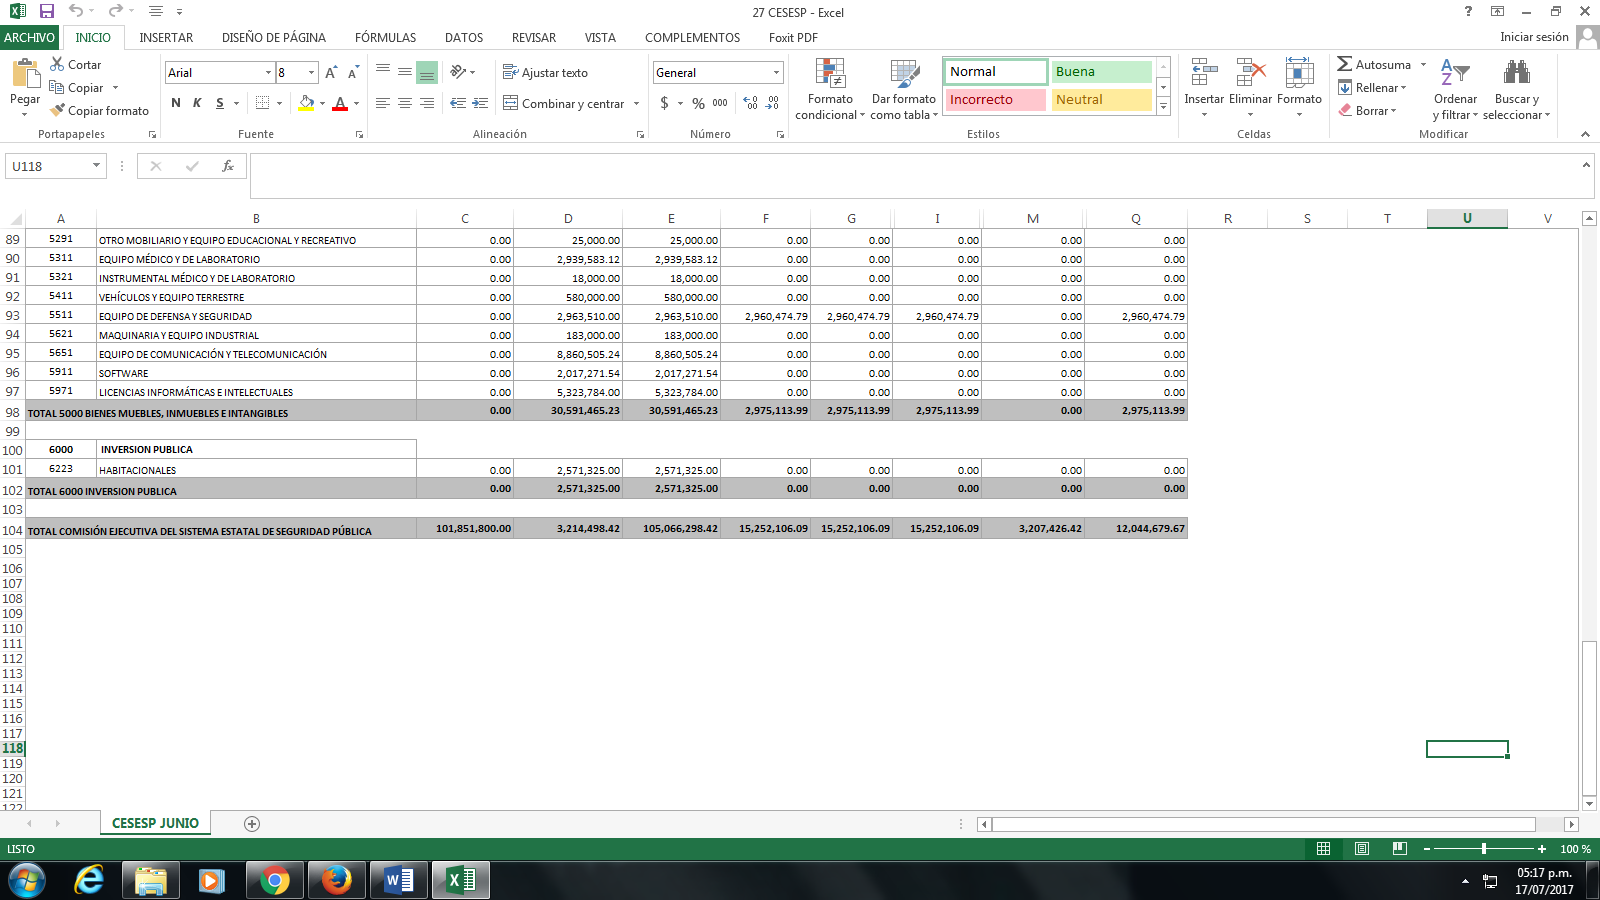 27 CESESP - Excel
ARCHIVO INICIO INSERTAR DISEÑO DE PÁGINA FÓRMULAS DATOS REVISAR VISTA COMPLEMENTOS Foxit PDF Iniciar sesión
Pegar
Cortar
Copiar
Copiar formato
Portapapeles
Arial 8
N K S
Fuente
Ajustar texto
Combinar y centrar
Alineación
General
$ % 000
Número
Formato condicional
Dar formato como tabla
Normal Buena
Incorrecto Neutral
Estilos
Insertar Eliminar Formato
Celdas
Autosuma
Rellenar
Borrar
Ordenar y filtrar
Buscar y seleccionar
Modificar
U118
A B C D E F G I M Q R S T U V
89 5291 OTRO MOBILIARIO Y EQUIPO EDUCACIONAL Y RECREATIVO 0.00 25,000.00 25,000.00 0.00 0.00 0.00 0.00 0.00
90 5311 EQUIPO MÉDICO Y DE LABORATORIO 0.00 2,939,583.12 2,939,583.12 0.00 0.00 0.00 0.00 0.00
91 5321 INSTRUMENTAL MÉDICO Y DE LABORATORIO 0.00 18,000.00 18,000.00 0.00 0.00 0.00 0.00 0.00
92 5411 VEHÍCULOS Y EQUIPO TERRESTRE 0.00 580,000.00 580,000.00 0.00 0.00 0.00 0.00 0.00
93 5511 EQUIPO DE DEFENSA Y SEGURIDAD 0.00 2,963,510.00 2,963,510.00 2,960,474.79 2,960,474.79 2,960,474.79 0.00 2,960,474.79
94 5621 MAQUINARIA Y EQUIPO INDUSTRIAL 0.00 183,000.00 183,000.00 0.00 0.00 0.00 0.00 0.00
95 5651 EQUIPO DE COMUNICACIÓN Y TELECOMUNICACIÓN 0.00 8,860,505.24 8,860,505.24 0.00 0.00 0.00 0.00 0.00
96 5911 SOFTWARE 0.00 2,017,271.54 2,017,271.54 0.00 0.00 0.00 0.00 0.00
97 5971 LICENCIAS INFORMÁTICAS E INTELECTUALES 0.00 5,323,784.00 5,323,784.00 0.00 0.00 0.00 0.00 0.00
98 TOTAL 5000 BIENES MUEBLES, INMUEBLES E INTANGIBLES 0.00 30,591,465.23 30,591,465.23 2,975,113.99 2,975,113.99 2,975,113.99 0.00 2,975,113.99
99
100 6000 INVERSION PUBLICA
101 6223 HABITACIONALES 0.00 2,571,325.00 2,571,325.00 0.00 0.00 0.00 0.00 0.00
102 TOTAL 6000 INVERSION PUBLICA 0.00 2,571,325.00 2,571,325.00 0.00 0.00 0.00 0.00 0.00
103
104 TOTAL COMISIÓN EJECUTIVA DEL SISTEMA ESTATAL DE SEGURIDAD PÚBLICA 101,851,800.00 3,214,498.42 105,066,298.42 15,252,106.09 15,252,106.09 15,252,106.09 3,207,426.42 12,044,679.67
105
106
107
108
109
110
111
112
113
114
115
116
117
118
119
120
121
122
CESESP JUNIO
LISTO 100 %
05:17 p.m.
17/07/2017